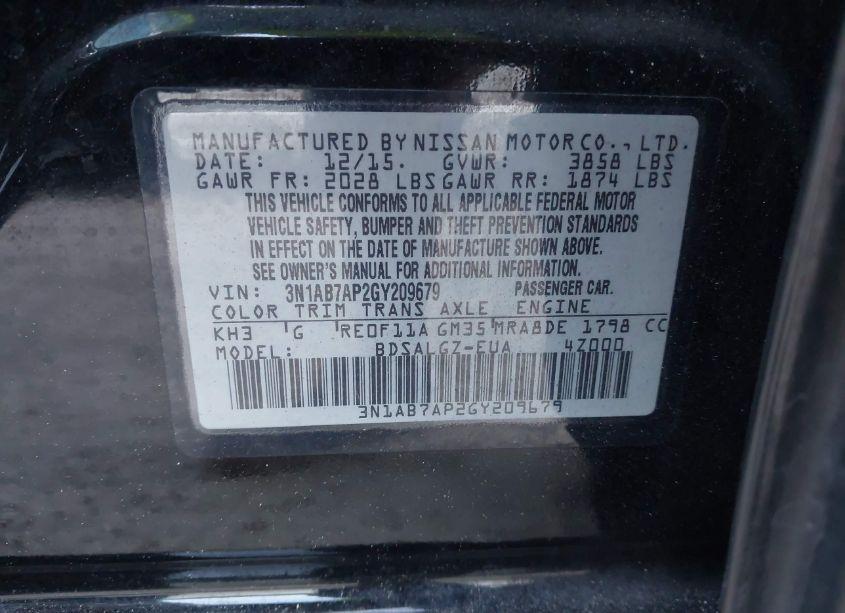 MANUFACTURED BY NISSAN MOTOR CO., LTD.
DATE: 12/15. GVWR: 3858 LBS
GAWR FR: 2028 LBS GAWR RR: 1874 LBS
THIS VEHICLE CONFORMS TO ALL APPLICABLE FEDERAL MOTOR
VEHICLE SAFETY, BUMPER AND THEFT PREVENTION STANDARDS
IN EFFECT ON THE DATE OF MANUFACTURE SHOWN ABOVE.
SEE OWNER'S MANUAL FOR ADDITIONAL INFORMATION.
VIN: 3N1AB7AP2GY209679 PASSENGER CAR.
COLOR TRIM TRANS AXLE ENGINE
KH3 G RE0F11A GM35 MRA8DE 1798 CC
MODEL: BDSALGZ-EUA 4Z000
3N1AB7AP2GY209679